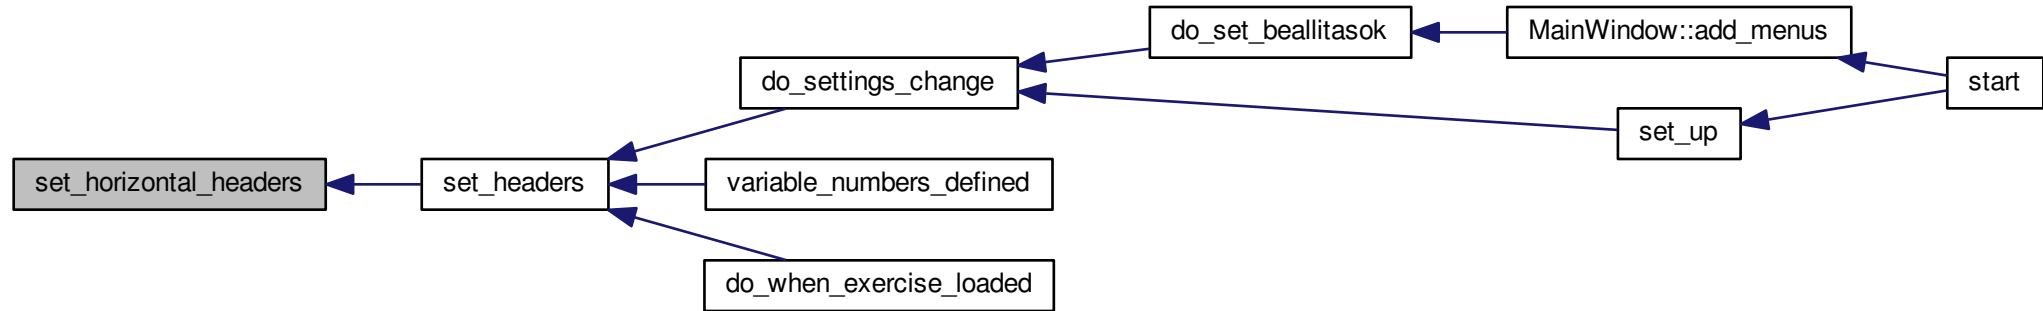 do_set_beallitasok
MainWindow::add_menus
do_settings_change
start
set_up
set_horizontal_headers
set_headers
variable_numbers_defined
do_when_exercise_loaded